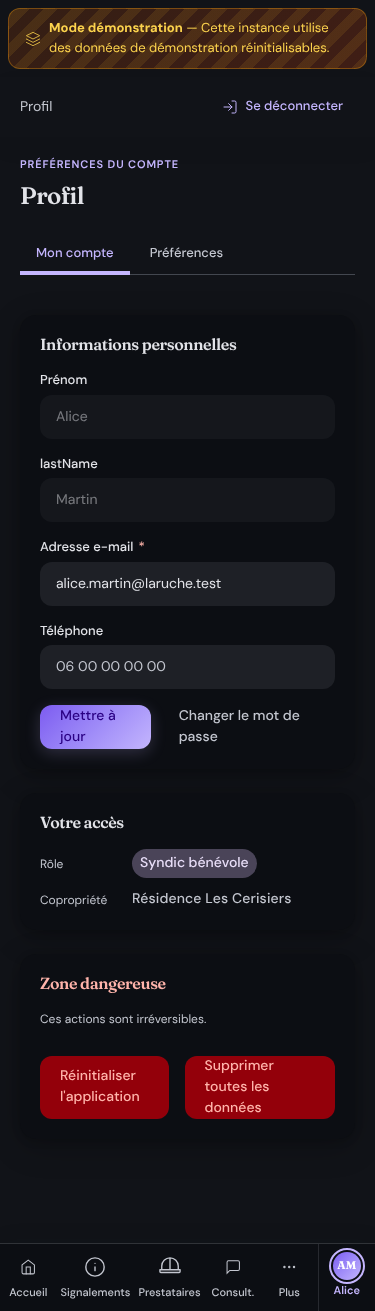 Mode démonstration — Cette instance utilise
des données de démonstration réinitialisables.
Profil
Se déconnecter
PRÉFÉRENCES DU COMPTE
Profil
Mon compte
Préférences
Informations personnelles
Prénom
Alice
lastName
Martin
Adresse e-mail *
alice.martin@laruche.test
Téléphone
06 00 00 00 00
Mettre à
jour
Changer le mot de
passe
Votre accès
Rôle
Syndic bénévole
Copropriété
Résidence Les Cerisiers
Zone dangereuse
Ces actions sont irréversibles.
Réinitialiser
l'application
Supprimer
toutes les
données
Accueil
Signalements
Prestataires
Consult.
Plus
AM
Alice